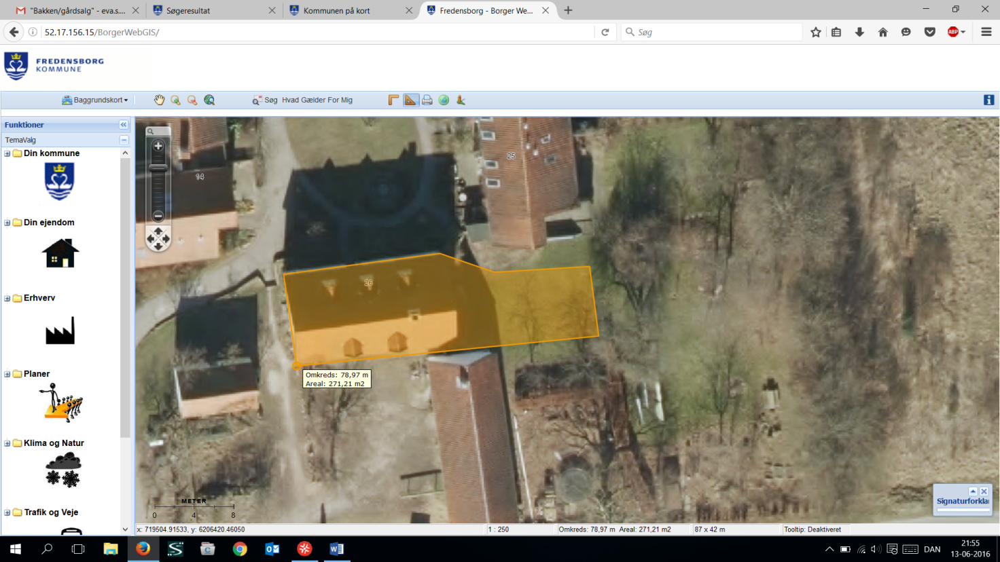 "Bakken/gårdsalg" - eva.s....
Søgeresultat
Kommunen på kort
Fredensborg - Borger We...
52.17.156.15/BorgerWebGIS/
Søg
ABP
FREDENSBORG
KOMMUNE
Baggrundskort
Søg Hvad Gælder For Mig
Funktioner
TemaValg
Din kommune
Din ejendom
Erhverv
Planer
Klima og Natur
Trafik og Veje
14
25
26
Omkreds: 78,97 m
Areal: 271,21 m2
METER
0 4 8
Signaturforklar
x: 719504.91533, y: 6206420.46050
1 : 250
Omkreds: 78,97 m Areal: 271,21 m2
87 x 42 m
Tooltip: Deaktiveret
DAN
21:55
13-06-2016